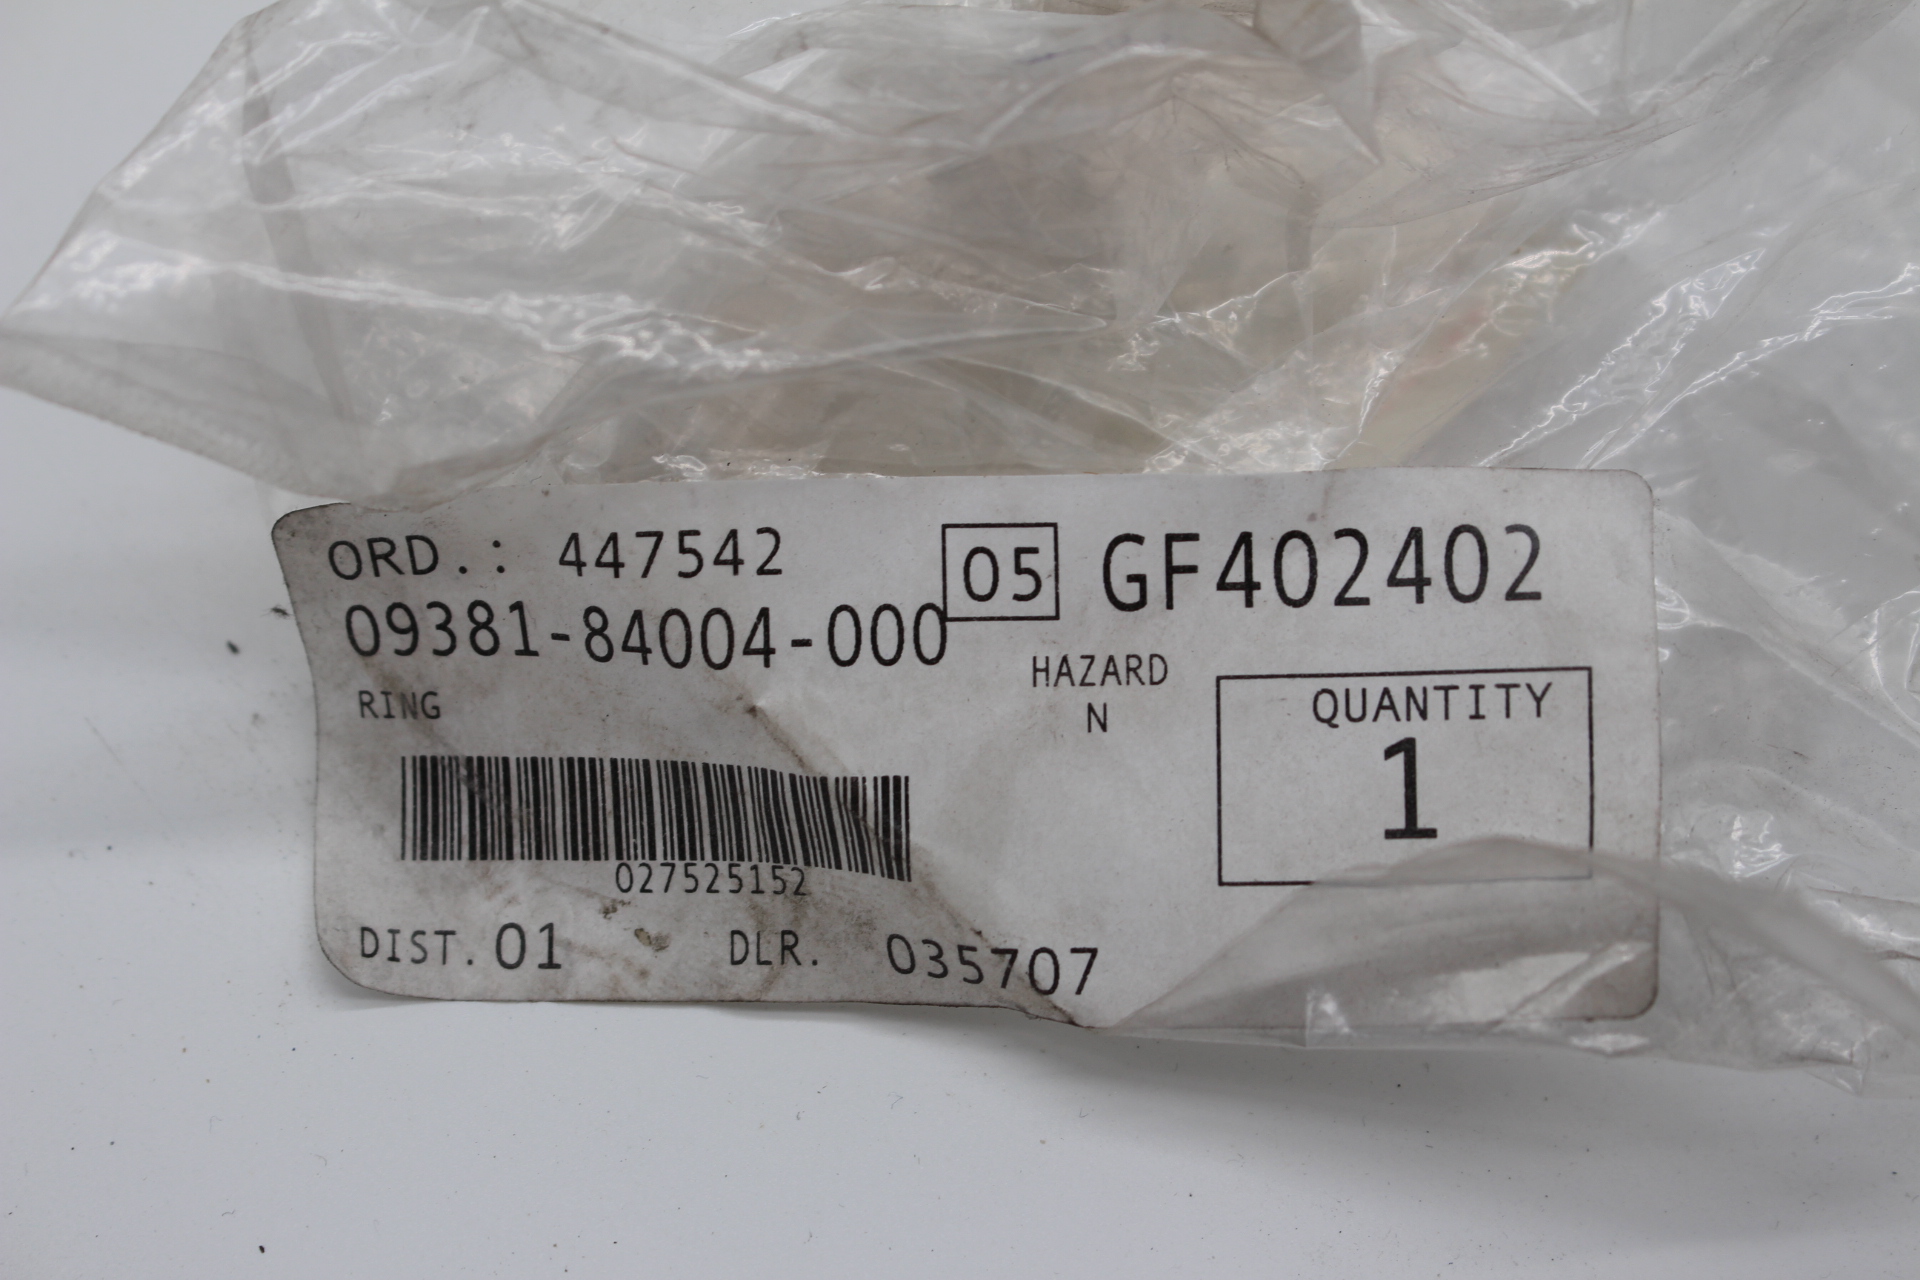 ORD.: 447542 05 GF402402
09381-84004-000
HAZARD
RING
N
QUANTITY
1
027525152
DIST. 01 DLR. 035707